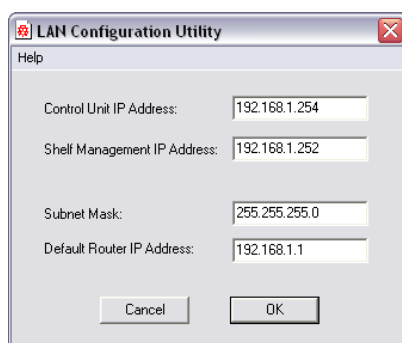 LAN Configuration Utility
Help
Control Unit IP Address: 192.168.1.254
Shelf Management IP Address: 192.168.1.252
Subnet Mask: 255.255.255.0
Default Router IP Address: 192.168.1.1
Cancel OK